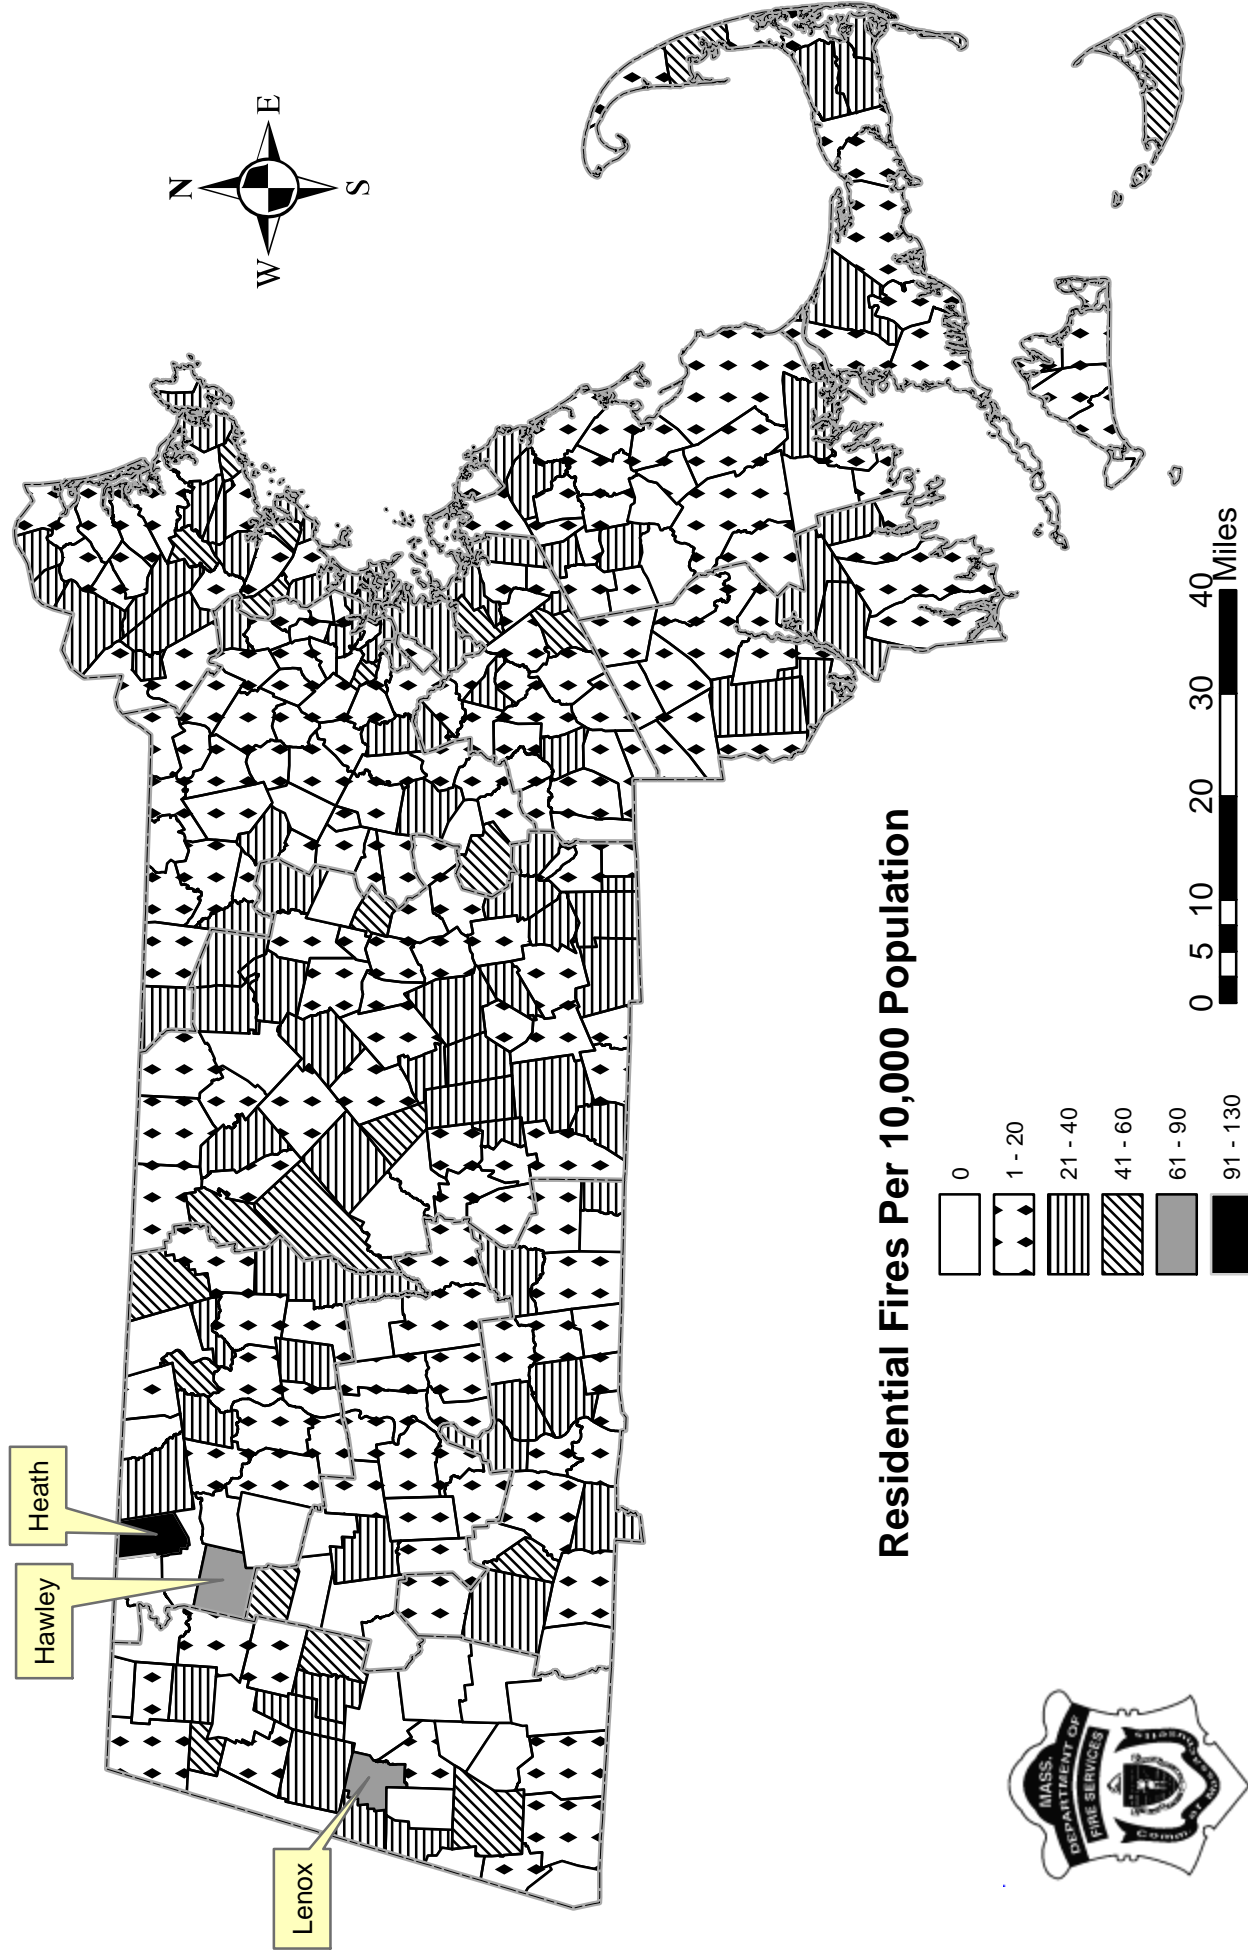 Heath
Hawley
Lenox
N
W
E
S
Residential Fires Per 10,000 Population
0
1 - 20
21 - 40
41 - 60
61 - 90
91 - 130
0 5 10 20 30 40
Miles
MASS.
DEPARTMENT OF
FIRE SERVICES